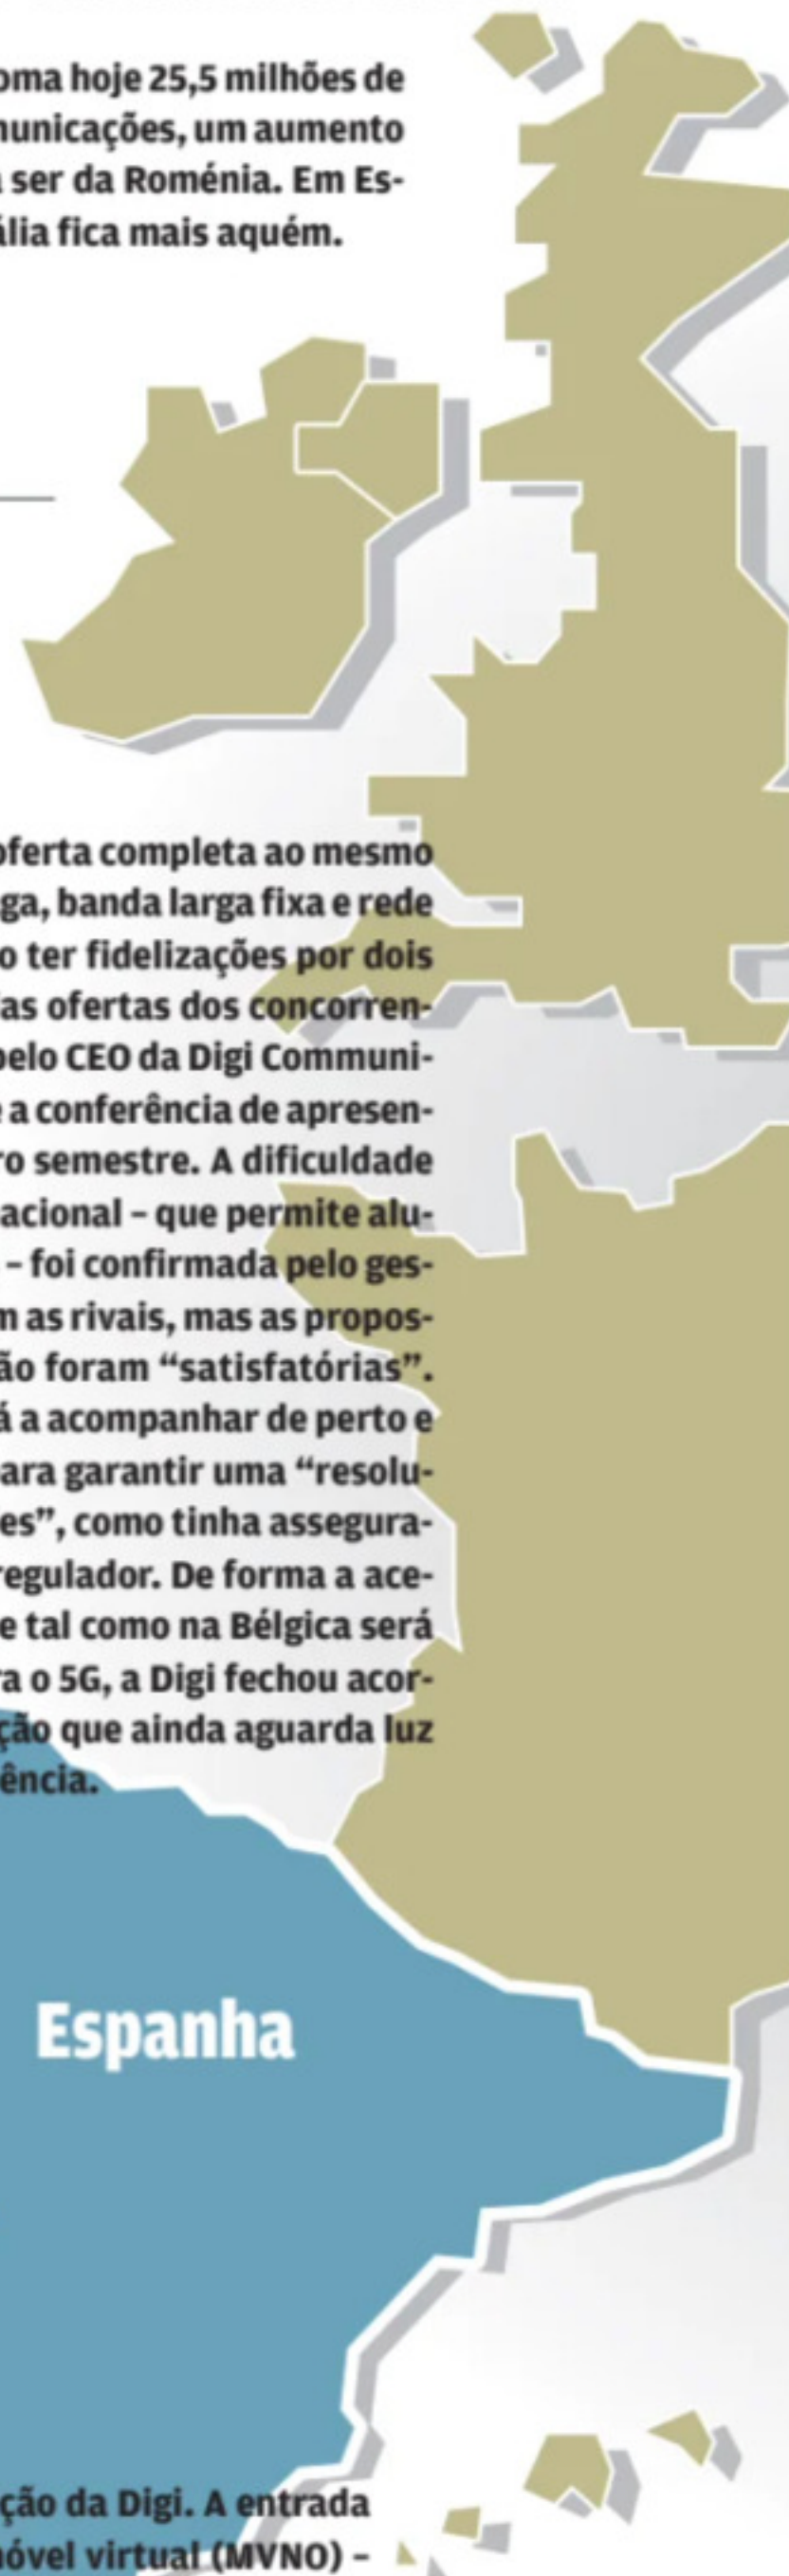 oma hoje 25,5 milhões de
municações, um aumento
a ser da Roménia. Em Es-
ália fica mais aquém.
oferta completa ao mesmo
ga, banda larga fixa e rede
o ter fidelizações por dois
as ofertas dos concorren-
pelo CEO da Digi Communi-
e a conferência de apresen-
ro semestre. A dificuldade
acional – que permite alu-
– foi confirmada pelo ges-
m as rivais, mas as propos-
ão foram “satisfatórias”.
á a acompanhar de perto e
para garantir uma “resolu-
es”, como tinha assegura-
regulador. De forma a ace-
e tal como na Bélgica será
ra o 5G, a Digi fechou acor-
ção que ainda aguarda luz
ência.
Espanha
ção da Digi. A entrada
móvel virtual (MVNO) –